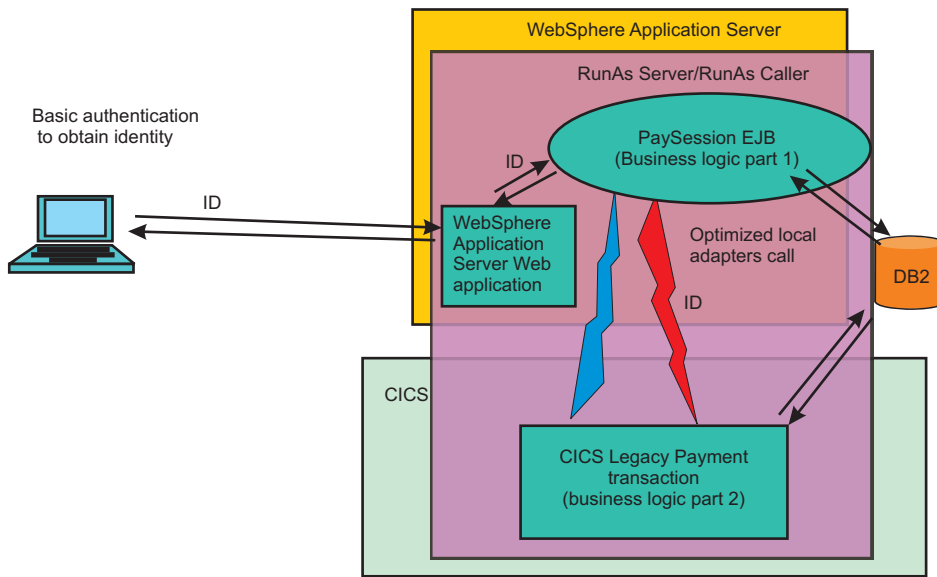 WebSphere Application Server
RunAs Server/RunAs Caller
Basic authentication
to obtain identity
PaySession EJB
(Business logic part 1)
ID
ID
WebSphere
Application
Server Web
application
Optimized local
adapters call
DB2
ID
CICS
CICS Legacy Payment
transaction
(business logic part 2)